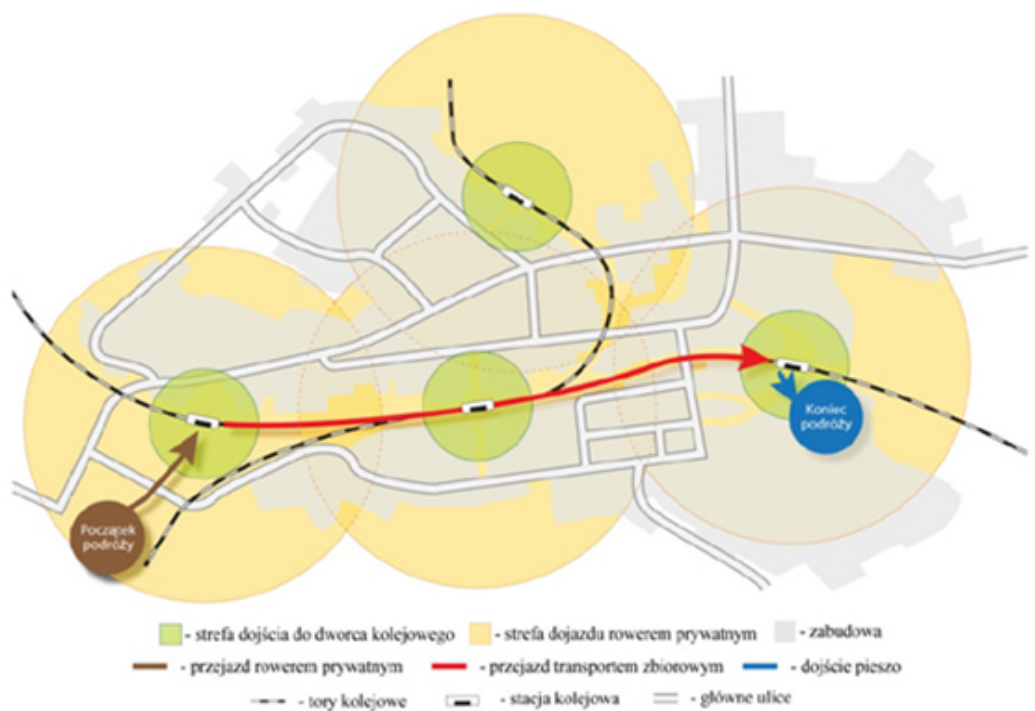 Koniec
podróży
Początek
podróży
- strefa dojścia do dworca kolejowego - strefa dojazdu rowerem prywatnym - zabudowa
- przejazd rowerem prywatnym - przejazd transportem zbiorowym - dojście pieszo
- tory kolejowe - stacja kolejowa - główne ulice